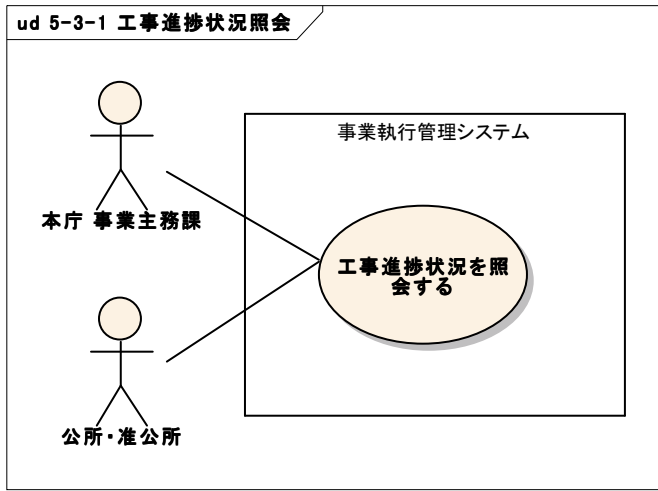 ud 5-3-1 工事進捗状況照会
事業執行管理システム
本庁 事業主務課
工事進捗状況を照
会する
公所・准公所